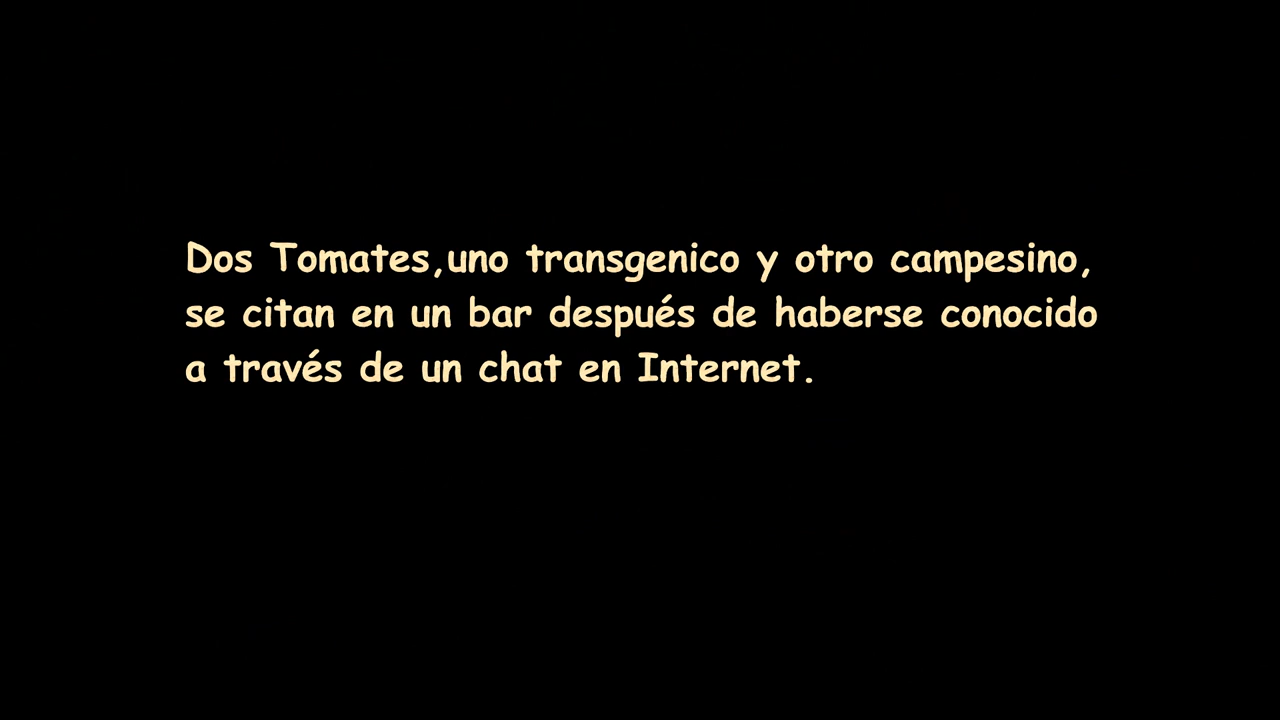 Dos Tomates,uno transgenico y otro campesino,
se citan en un bar después de haberse conocido
a través de un chat en Internet.